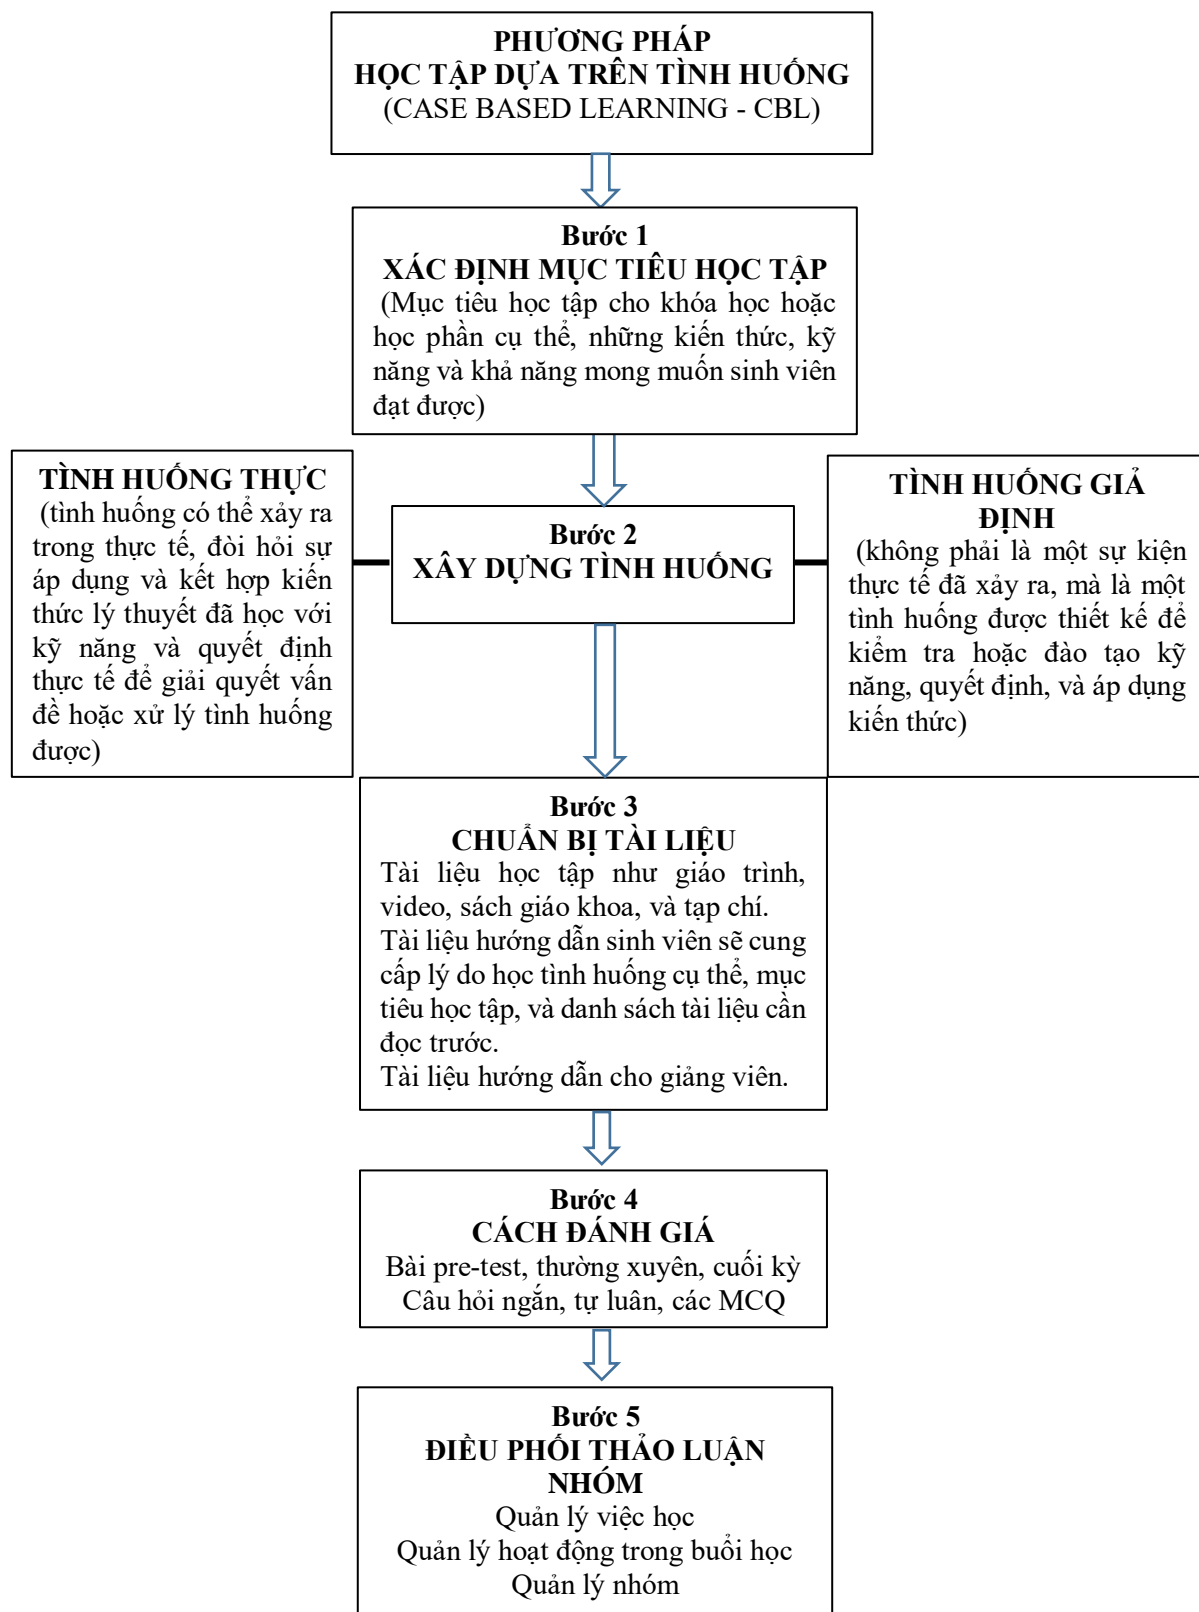 PHƯƠNG PHÁP
HỌC TẬP DỰA TRÊN TÌNH HUỐNG
(CASE BASED LEARNING - CBL)
Bước 1
XÁC ĐỊNH MỤC TIÊU HỌC TẬP
(Mục tiêu học tập cho khóa học hoặc
học phần cụ thể, những kiến thức, kỹ
năng và khả năng mong muốn sinh viên
đạt được)
TÌNH HUỐNG THỰC
(tình huống có thể xảy ra
trong thực tế, đòi hỏi sự
áp dụng và kết hợp kiến
thức lý thuyết đã học với
kỹ năng và quyết định
thực tế để giải quyết vấn
đề hoặc xử lý tình huống
được)
Bước 2
XÂY DỰNG TÌNH HUỐNG
TÌNH HUỐNG GIẢ
ĐỊNH
(không phải là một sự kiện
thực tế đã xảy ra, mà là một
tình huống được thiết kế để
kiểm tra hoặc đào tạo kỹ
năng, quyết định, và áp dụng
kiến thức)
Bước 3
CHUẨN BỊ TÀI LIỆU
Tài liệu học tập như giáo trình,
video, sách giáo khoa, và tạp chí.
Tài liệu hướng dẫn sinh viên sẽ cung
cấp lý do học tình huống cụ thể, mục
tiêu học tập, và danh sách tài liệu cần
đọc trước.
Tài liệu hướng dẫn cho giảng viên.
Bước 4
CÁCH ĐÁNH GIÁ
Bài pre-test, thường xuyên, cuối kỳ
Câu hỏi ngắn, tự luân, các MCQ
Bước 5
ĐIỀU PHỐI THẢO LUẬN
NHÓM
Quản lý việc học
Quản lý hoạt động trong buổi học
Quản lý nhóm